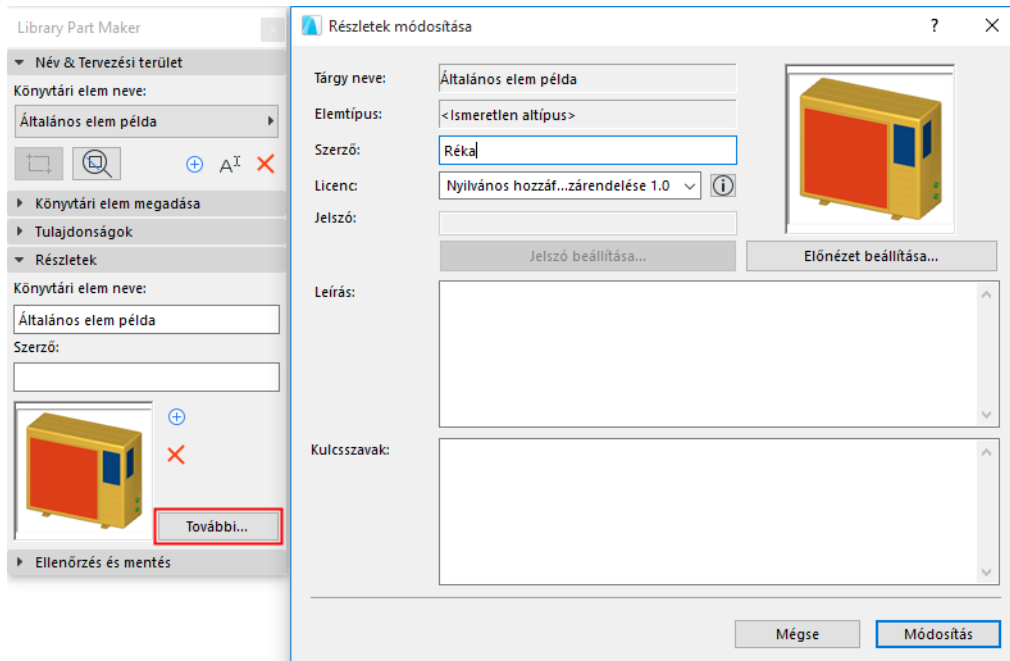 Library Part Maker
Név & Tervezési terület
Könyvtári elem neve:
Általános elem példa
Könyvtári elem megadása
Tulajdonságok
Részletek
Könyvtári elem neve:
Általános elem példa
Szerző:
További...
Ellenőrzés és mentés
Részletek módosítása
Tárgy neve: Általános elem példa
Elemtípus: <Ismeretlen altípus>
Szerző: Réka
Licenc: Nyilvános hozzáf...zárendelése 1.0
Jelszó:
Jelszó beállítása... Előnézet beállítása...
Leírás:
Kulcsszavak:
Mégse Módosítás